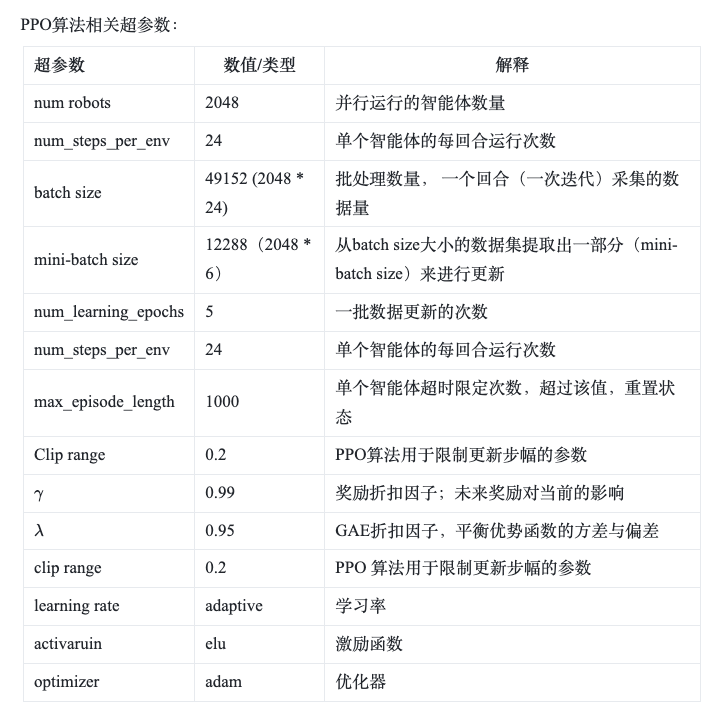 PPO算法相关超参数：
超参数 数值/类型 解释
num robots 2048 并行运行的智能体数量
num_steps_per_env 24 单个智能体的每回合运行次数
batch size 49152 (2048 * 24) 批处理数量， 一个回合（一次迭代）采集的数据量
mini-batch size 12288（2048 * 6） 从batch size大小的数据集提取出一部分（mini-batch size）来进行更新
num_learning_epochs 5 一批数据更新的次数
num_steps_per_env 24 单个智能体的每回合运行次数
max_episode_length 1000 单个智能体超时限定次数，超过该值，重置状态
Clip range 0.2 PPO算法用于限制更新步幅的参数
γ 0.99 奖励折扣因子；未来奖励对当前的影响
λ 0.95 GAE折扣因子，平衡优势函数的方差与偏差
clip range 0.2 PPO 算法用于限制更新步幅的参数
learning rate adaptive 学习率
activaruin elu 激励函数
optimizer adam 优化器